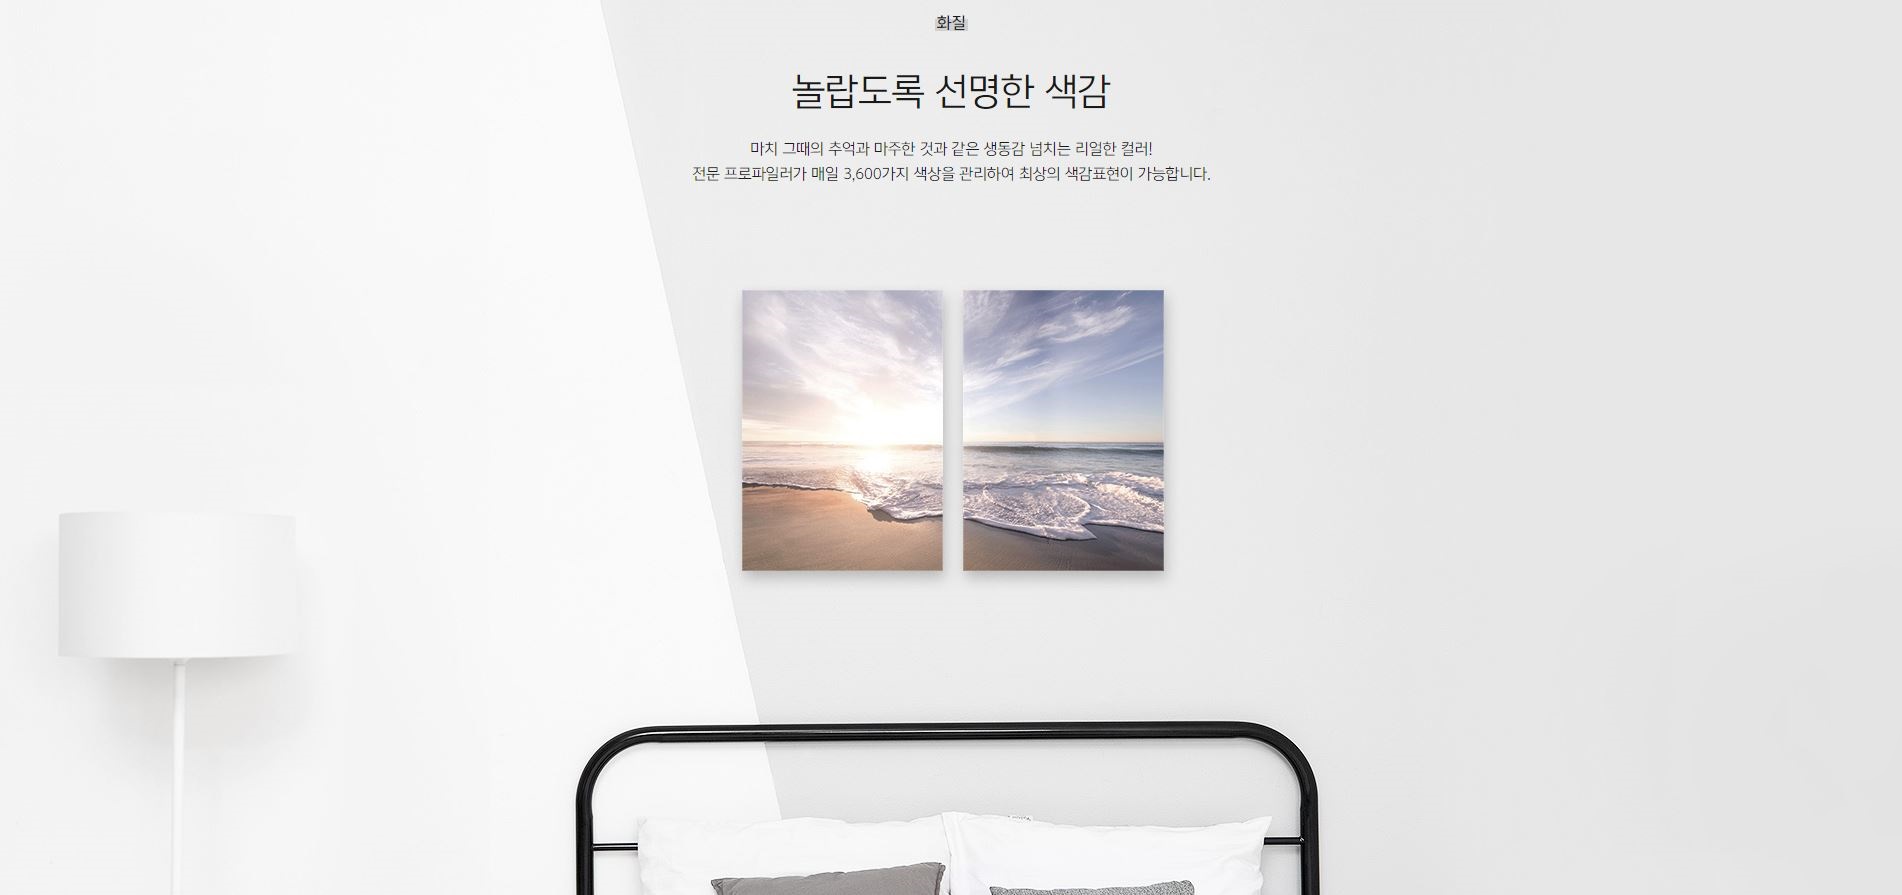 화질
놀랍도록 선명한 색감
마치 그때의 추억과 마주한 것과 같은 생동감 넘치는 리얼한 컬러!
전문 프로파일러가 매일 3,600가지 색상을 관리하여 최상의 색감표현이 가능합니다.